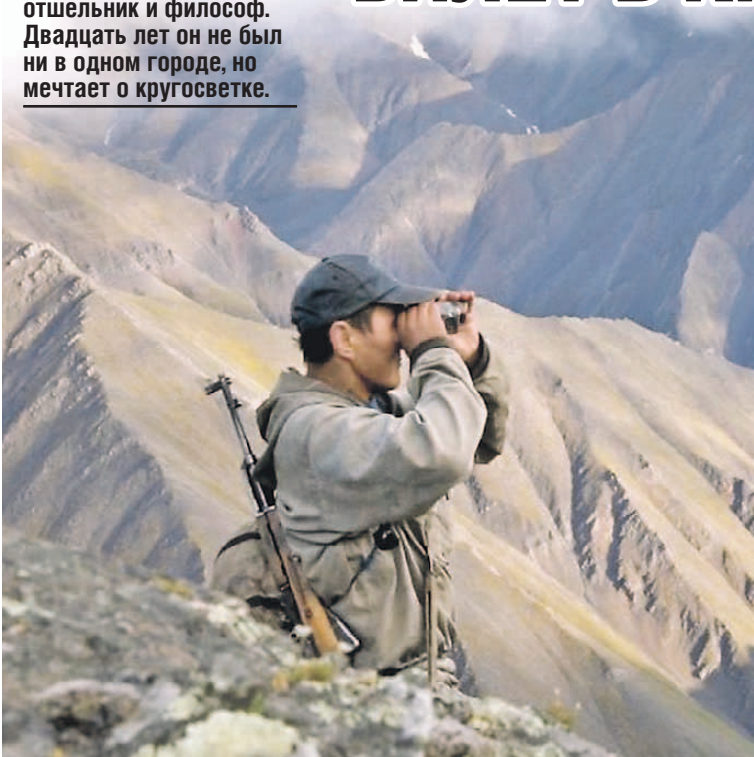 отшельник и философ.
Двадцать лет он не был
ни в одном городе, но
мечтает о кругосветке.